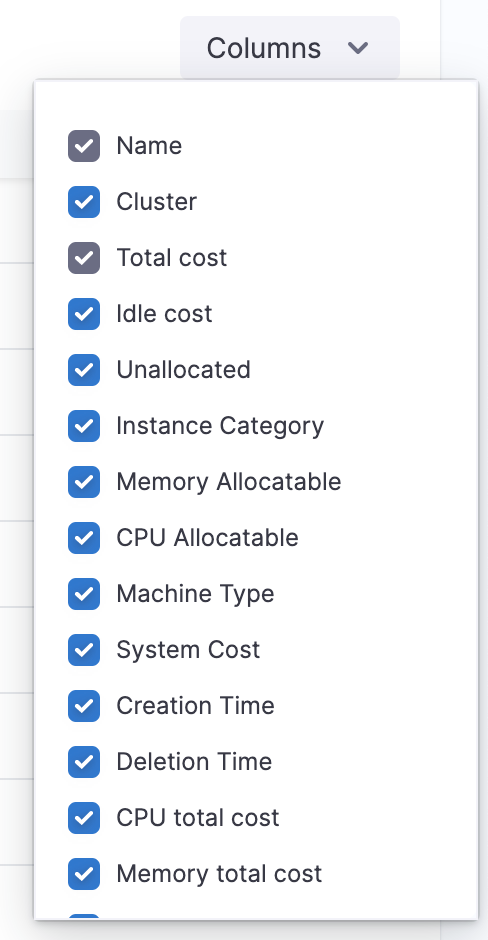 Columns
Name
Cluster
Total cost
Idle cost
Unallocated
Instance Category
Memory Allocatable
CPU Allocatable
Machine Type
System Cost
Creation Time
Deletion Time
CPU total cost
Memory total cost